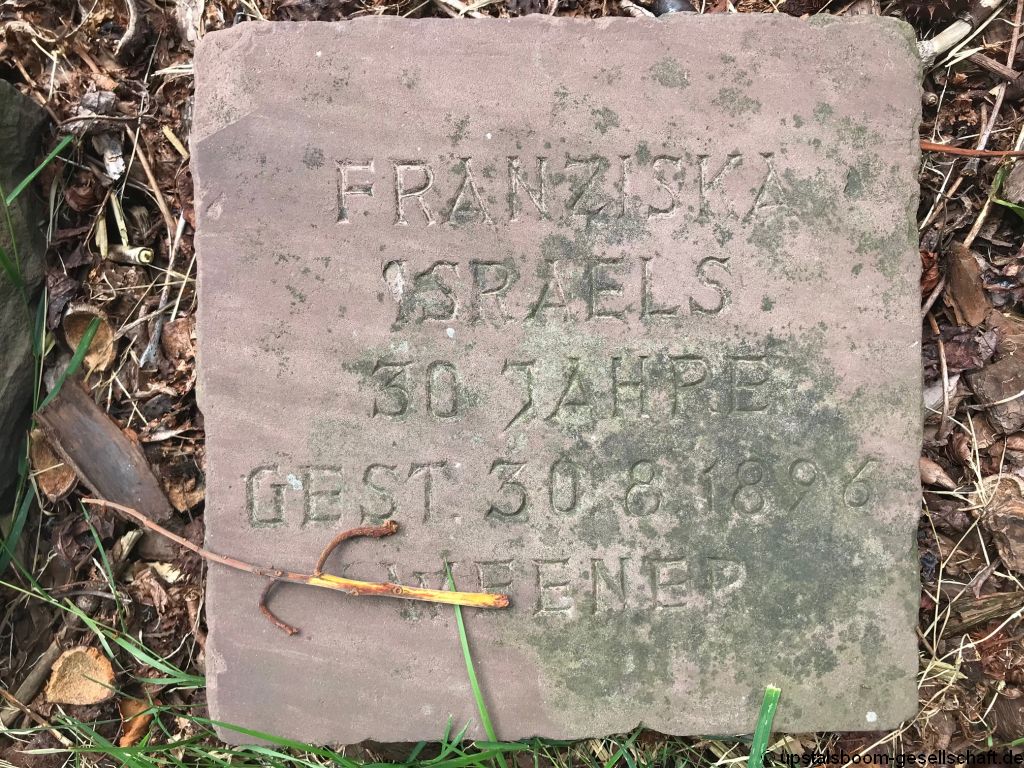 FRANZISKA
ISRAELS
30 JAHRE
GEST. 30.8.1896
WEENER
© upstalsboom-gesellschaft.de